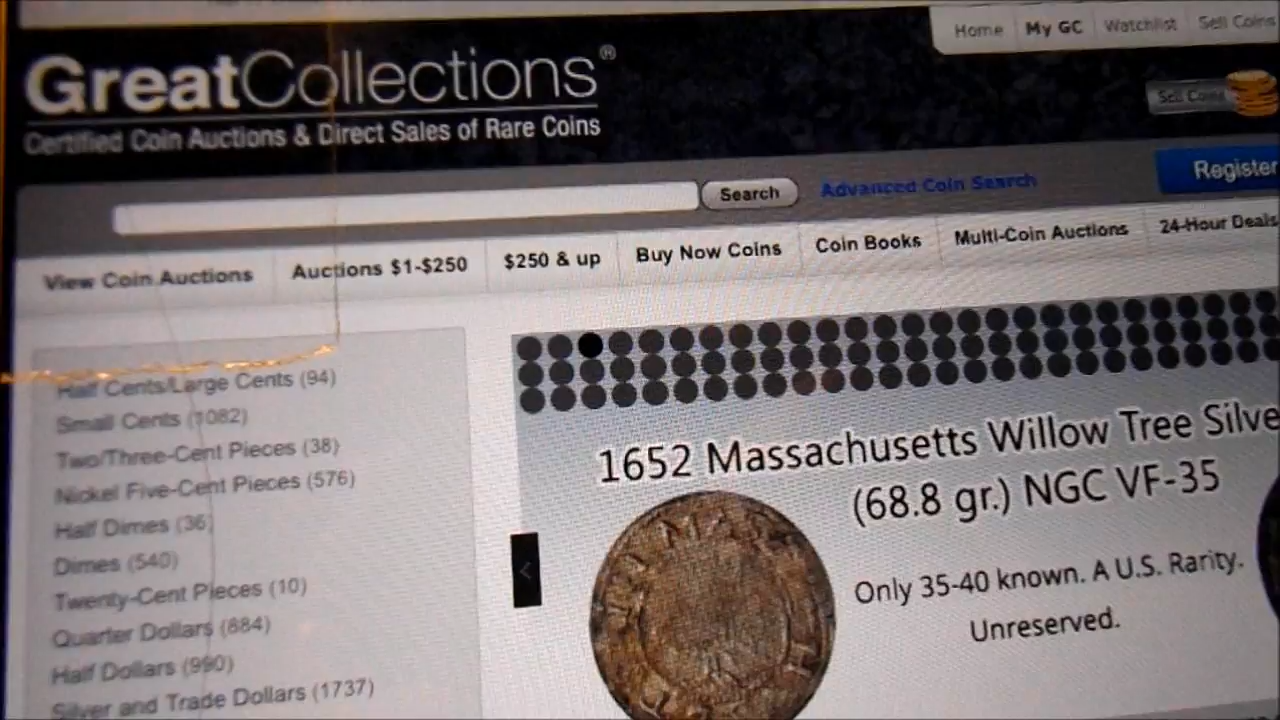 Home My GC Watchlist Sell Coins
GreatCollections®
Certified Coin Auctions & Direct Sales of Rare Coins
Sell Coins
Search Advanced Coin Search Register
View Coin Auctions Auctions $1-$250 $250 & up Buy Now Coins Coin Books Multi-Coin Auctions 24-Hour Deals
Half Cents/Large Cents (94)
Small Cents (1082)
Two/Three-Cent Pieces (38)
Nickel Five-Cent Pieces (576)
Half Dimes (36)
Dimes (540)
Twenty-Cent Pieces (10)
Quarter Dollars (884)
Half Dollars (990)
Silver and Trade Dollars (1737)
1652 Massachusetts Willow Tree Silve
(68.8 gr.) NGC VF-35
Only 35-40 known. A U.S. Rarity.
Unreserved.